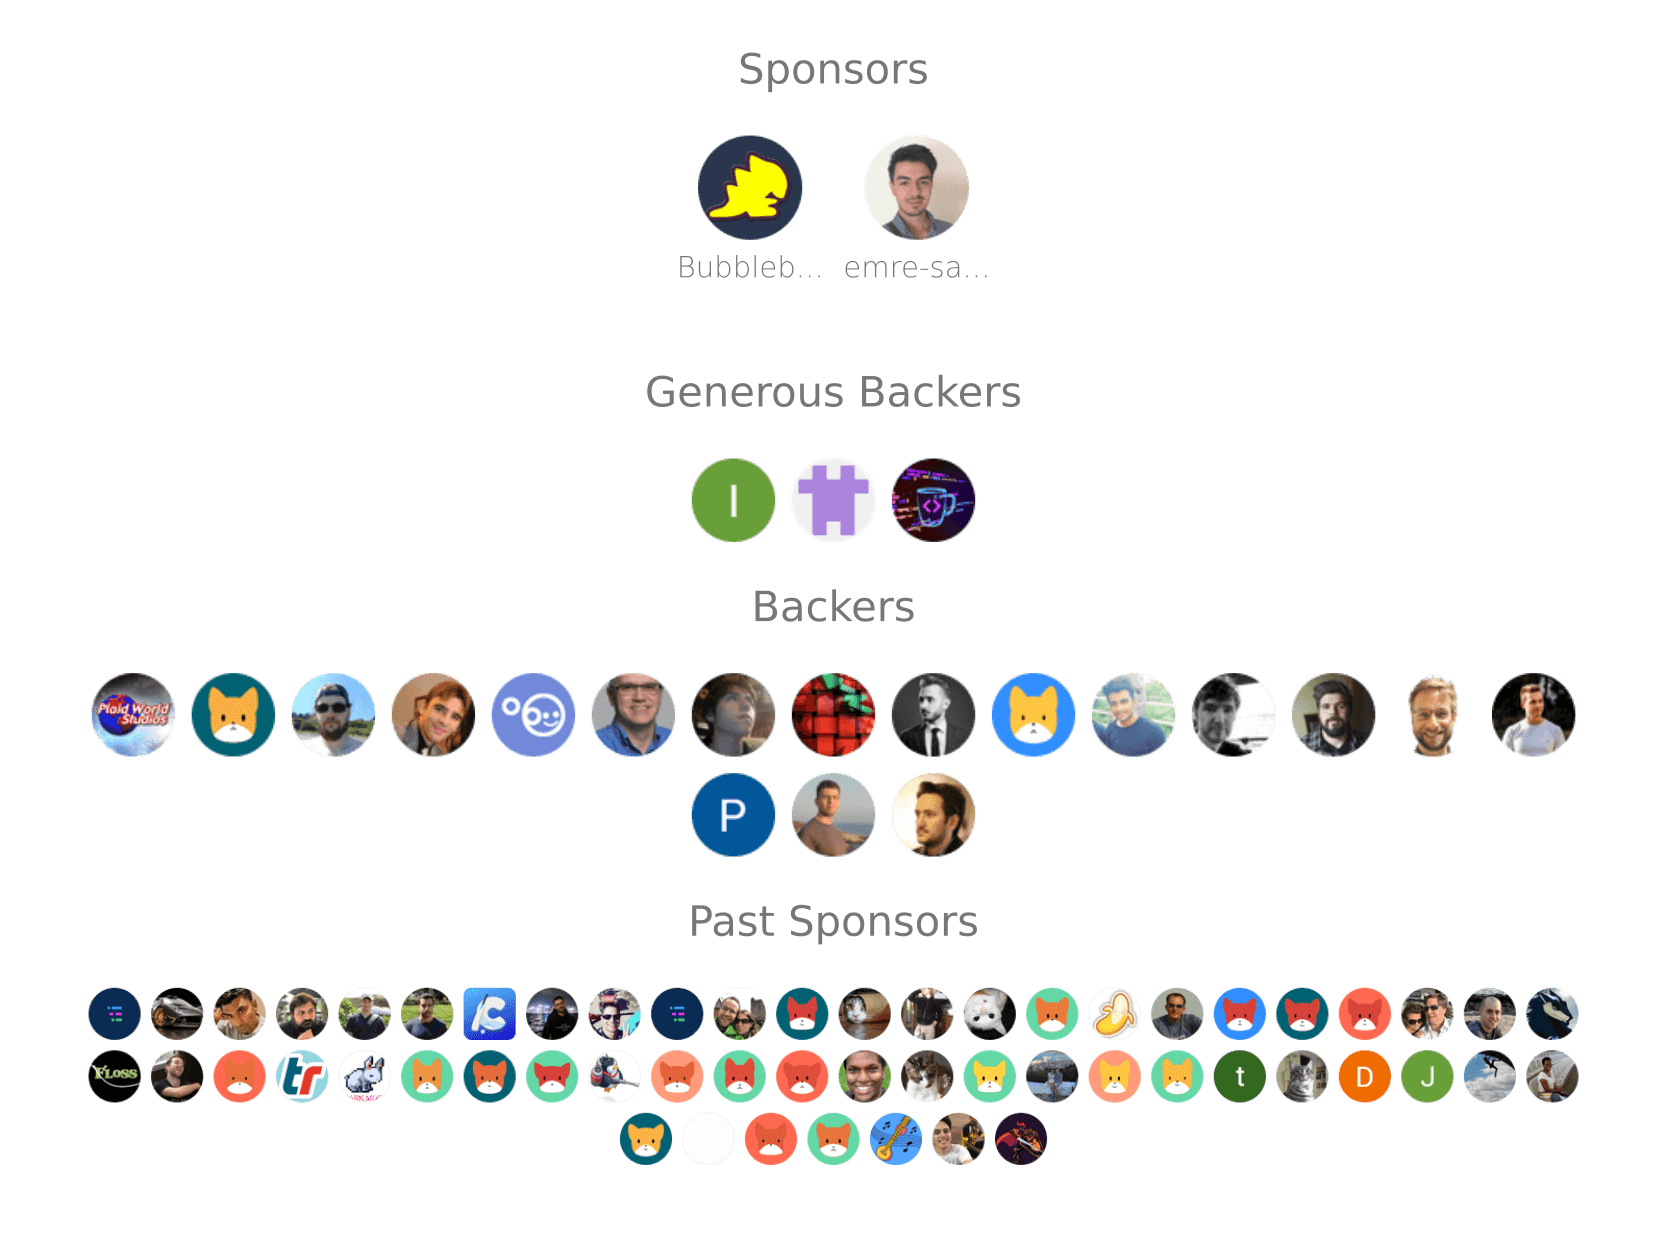 Sponsors
Bubbleb... emre-sa...
Generous Backers
I
Backers
Plaid World
Studios
P
Past Sponsors
FLOSS
tr
t
D
J